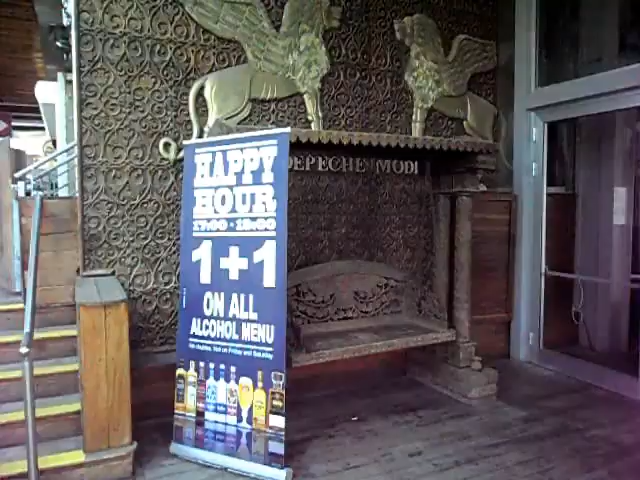 HAPPY
HOUR
DEPECHE MODE
1+1
ON ALL
ALCOHOL MENU